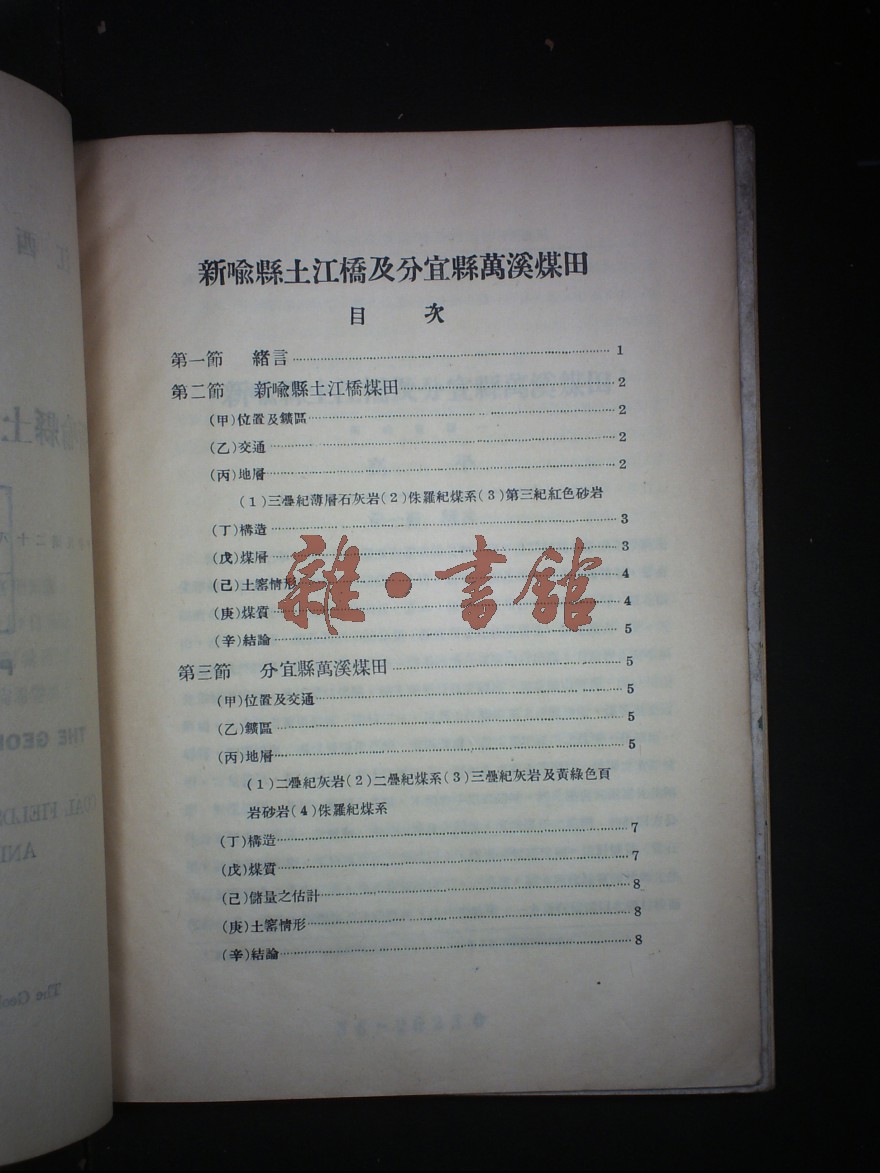 新喩縣土江橋及分宜縣萬溪煤田
目 次
第一節 緒言 1
第二節 新喩縣土江橋煤田 2
(甲)位置及鑛區 2
(乙)交通 2
(丙)地層 2
(1)三疊紀薄層石灰岩(2)侏羅紀煤系(3)第三紀紅色砂岩
(丁)構造 3
(戊)煤層 3
(己)土窰情形 4
(庚)煤質 4
(辛)結論 5
第三節 分宜縣萬溪煤田 5
(甲)位置及交通 5
(乙)鑛區 5
(丙)地層 5
(1)二疊紀灰岩(2)二疊紀煤系(3)三疊紀灰岩及黃綠色頁
岩砂岩(4)侏羅紀煤系
(丁)構造 7
(戊)煤質 7
(己)儲量之估計 8
(庚)土窰情形 8
(辛)結論 8
雜·書館